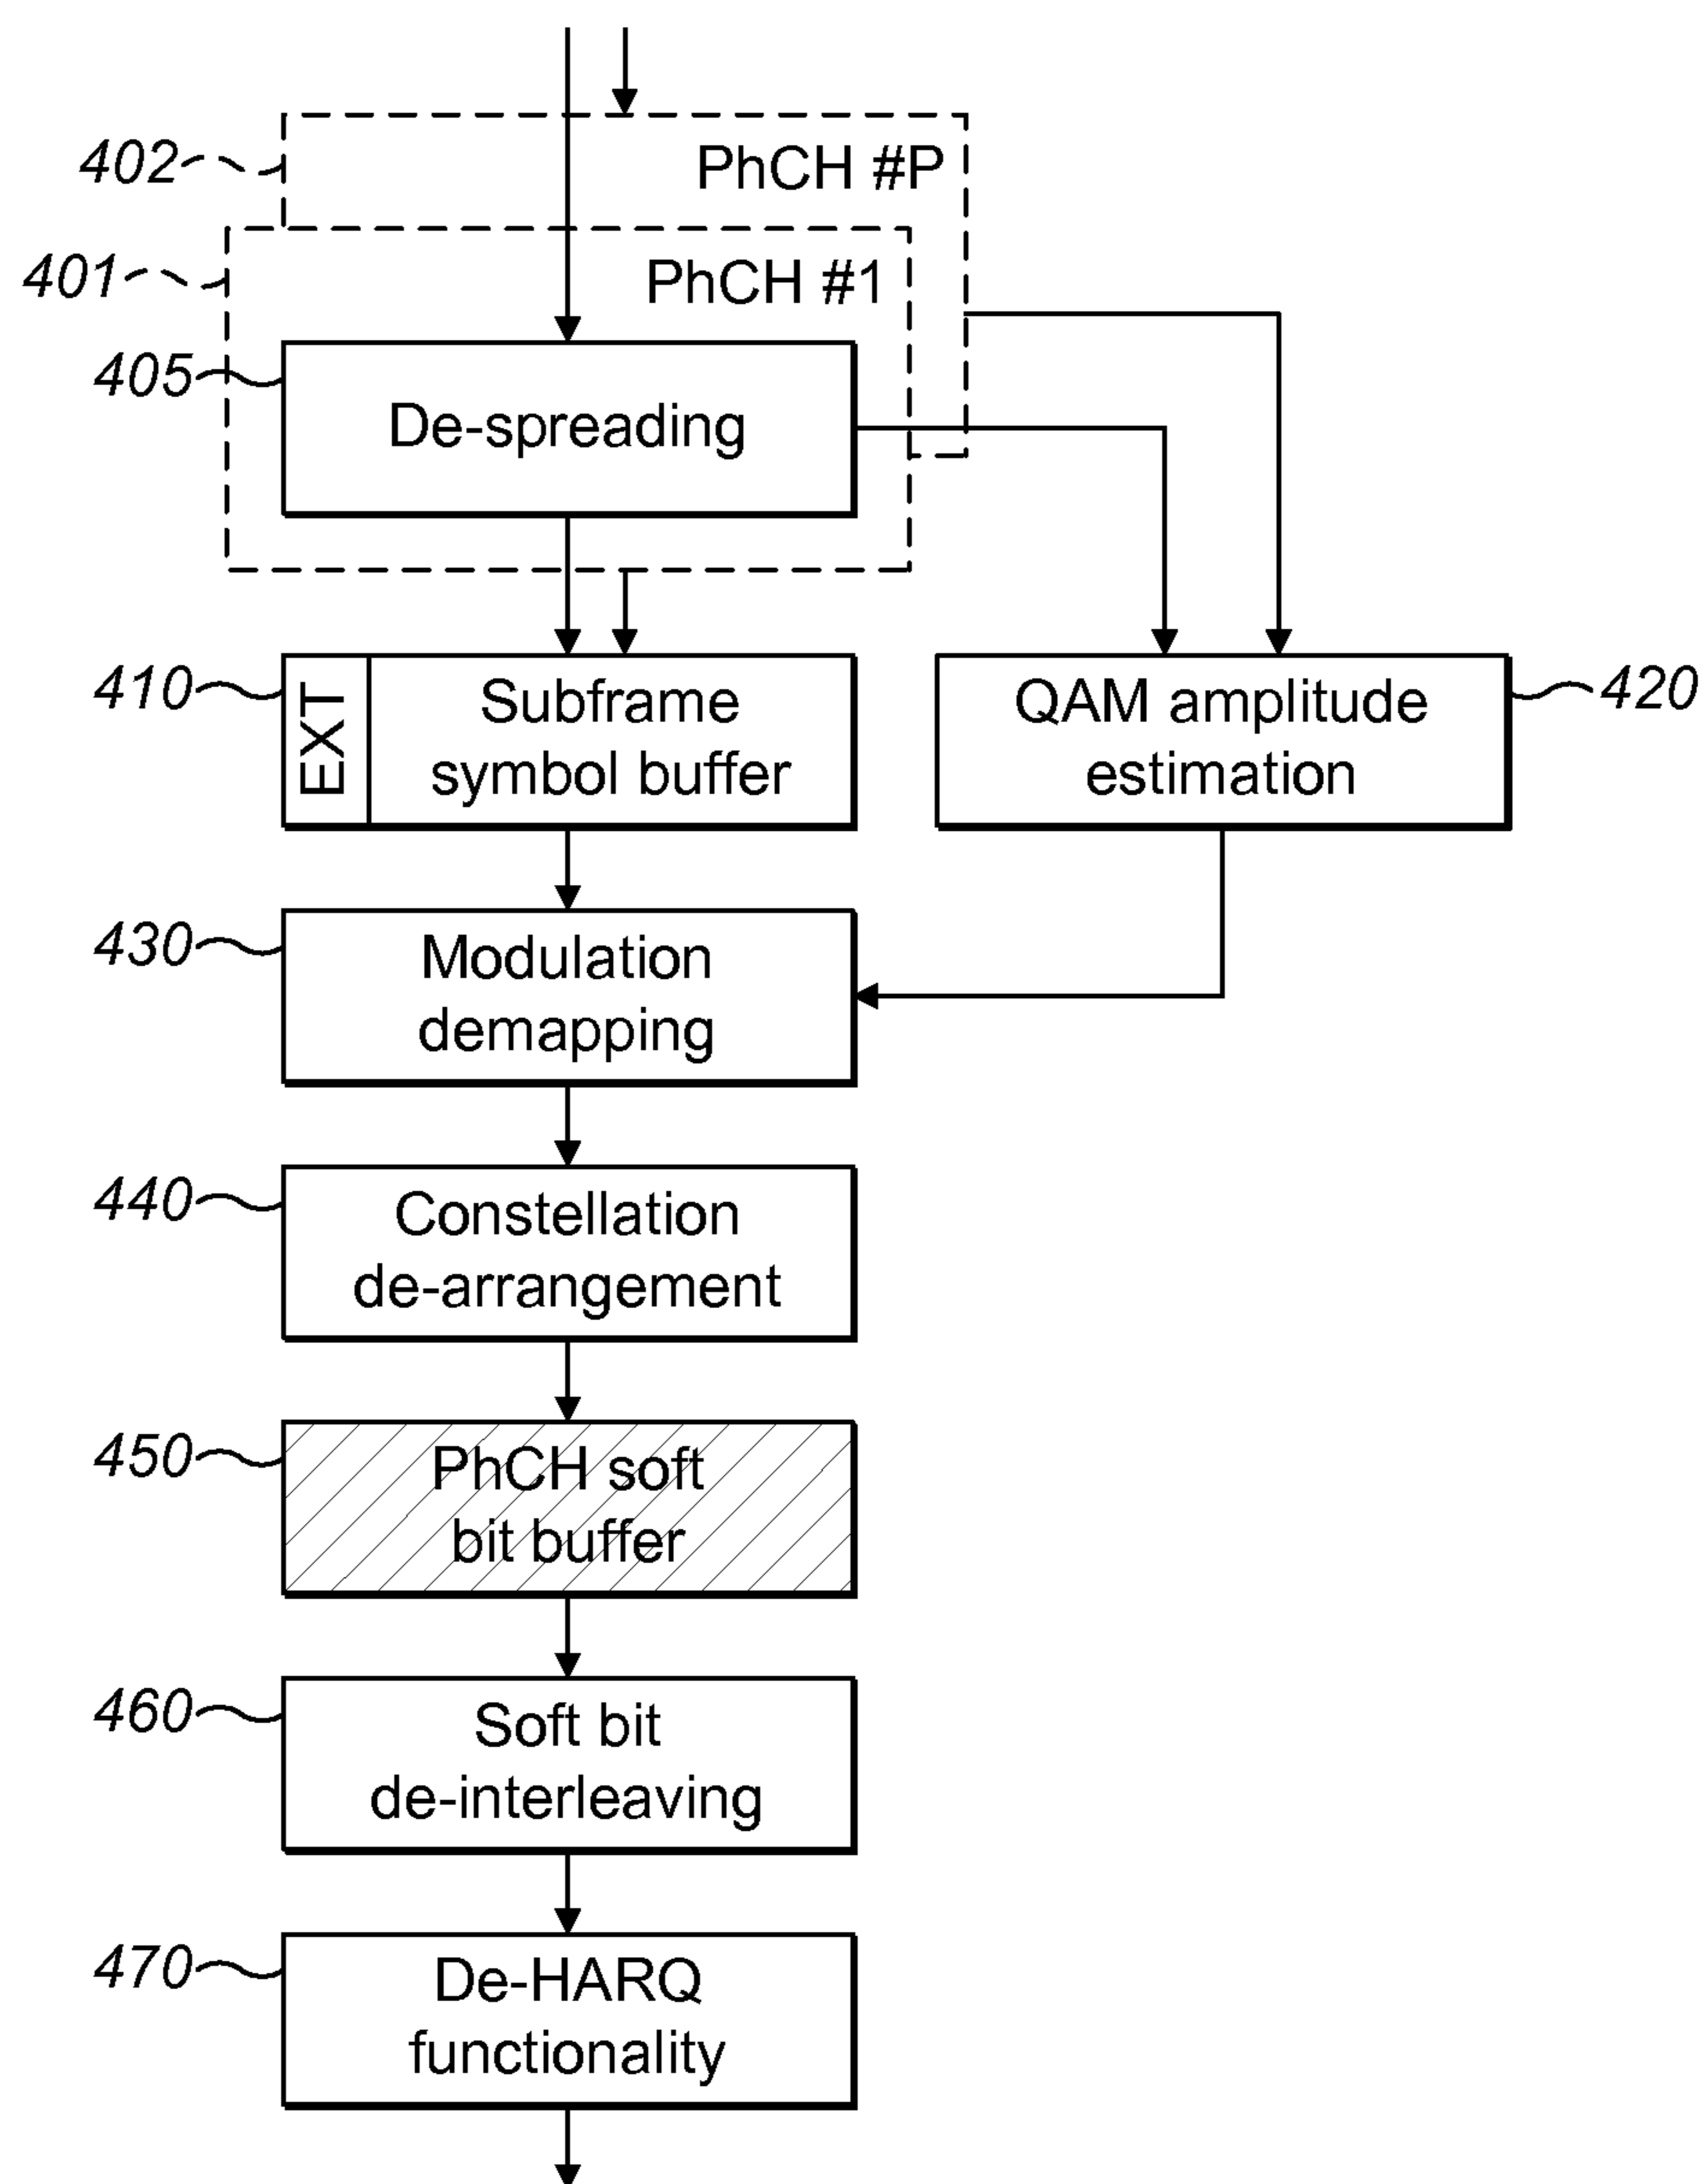 402
PhCH #P
401
PhCH #1
405
De-spreading
410
EXT
Subframe
symbol buffer
QAM amplitude
estimation
420
430
Modulation
demapping
440
Constellation
de-arrangement
450
PhCH soft
bit buffer
460
Soft bit
de-interleaving
470
De-HARQ
functionality